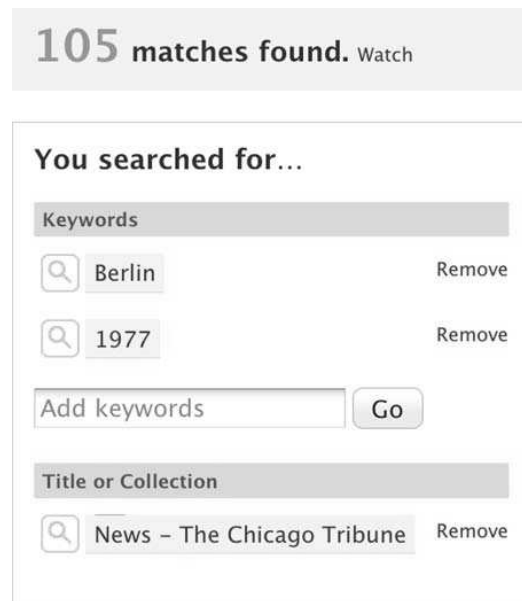 105 matches found. Watch
You searched for...
Keywords
Berlin Remove
1977 Remove
Add keywords Go
Title or Collection
News – The Chicago Tribune Remove